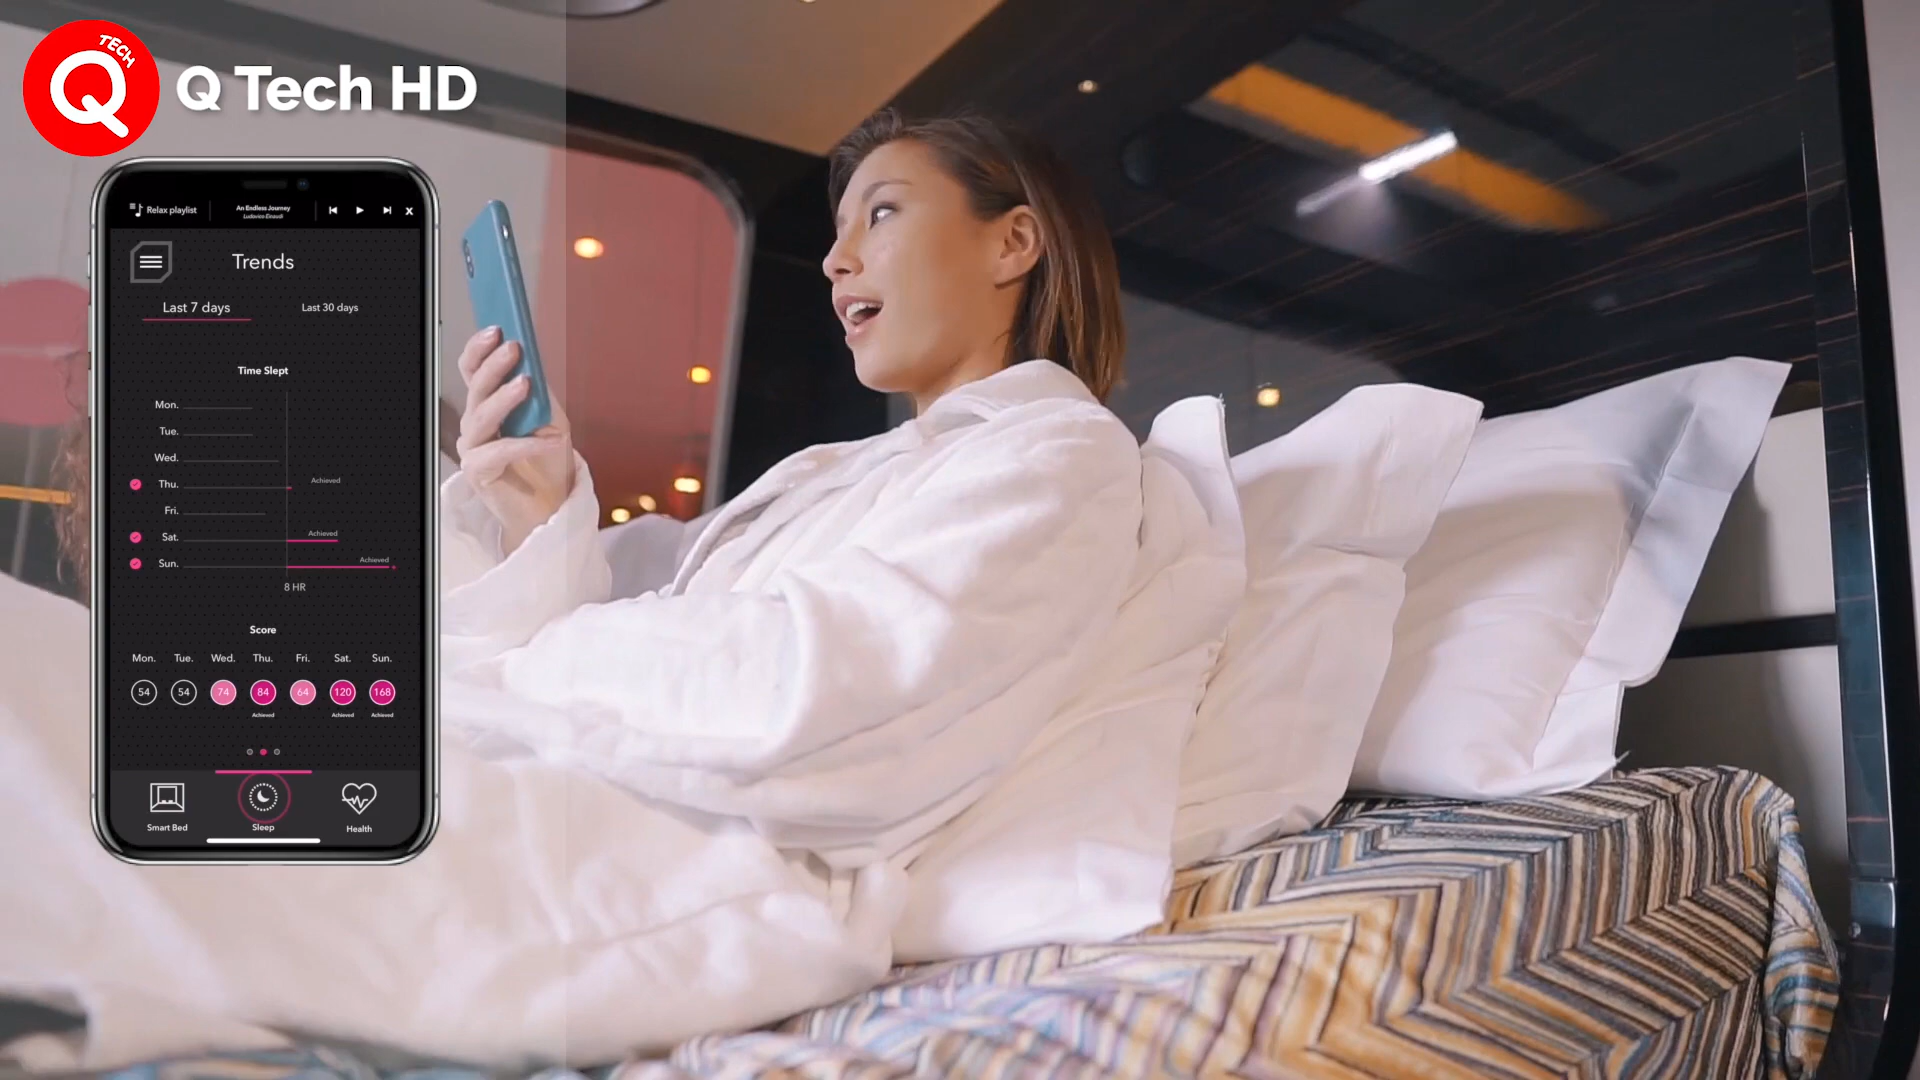 TECH
Q Tech HD
Relax playlist
An Endless Journey
Ludovico Einaudi
Trends
Last 7 days Last 30 days
Time Slept
Mon.
Tue.
Wed.
Thu. Achieved
Fri.
Sat. Achieved
Sun. Achieved
8 HR
Score
Mon. Tue. Wed. Thu. Fri. Sat. Sun.
54 54 74 84 64 120 168
Achieved Achieved Achieved
Smart Bed Sleep Health